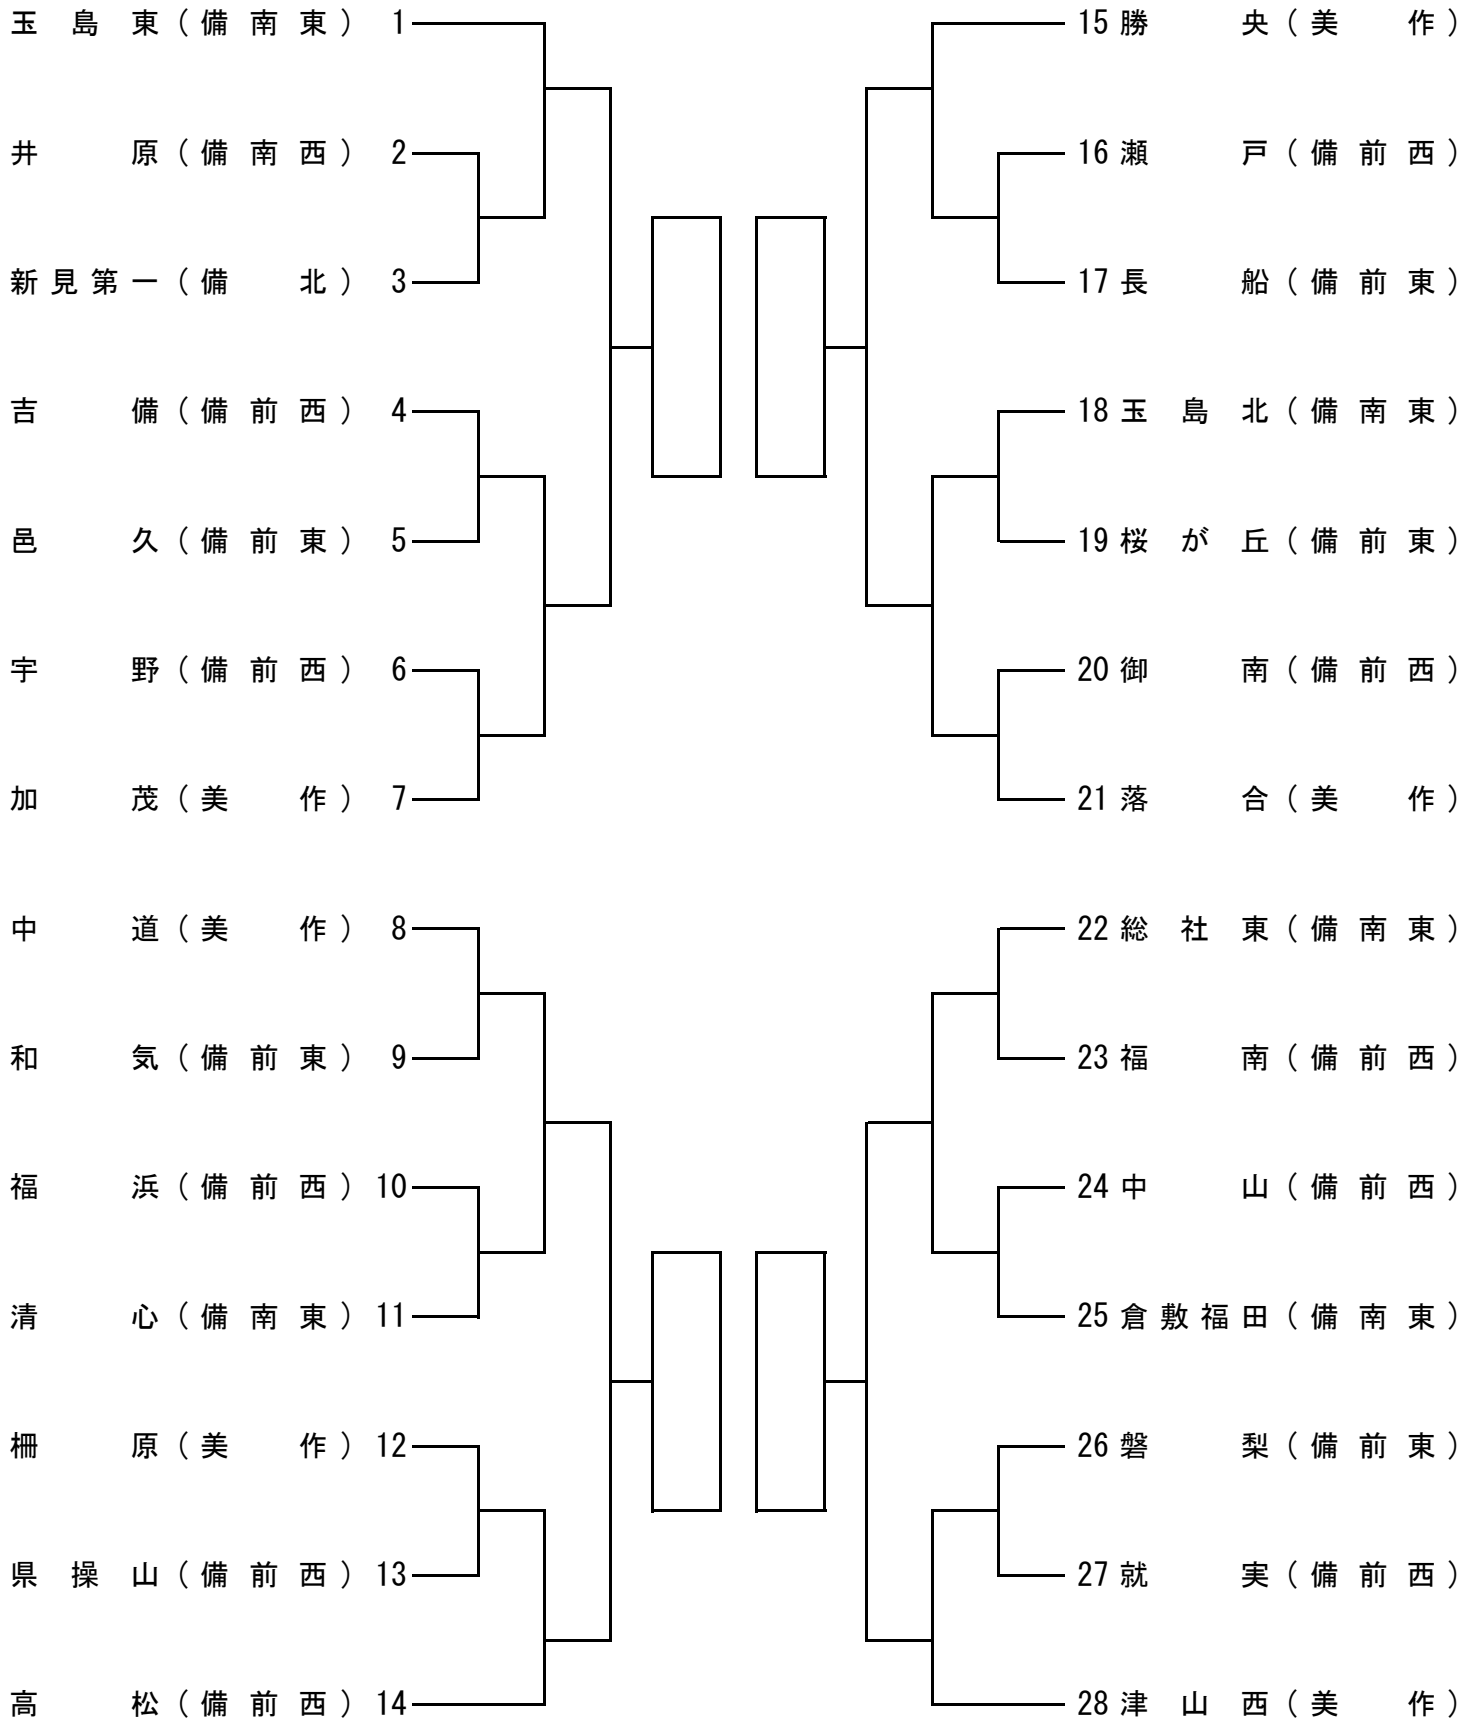 玉島東（備南東） 1
井原（備南西） 2
新見第一（備北） 3
吉備（備前西） 4
邑久（備前東） 5
宇野（備前西） 6
加茂（美作） 7
中道（美作） 8
和気（備前東） 9
福浜（備前西） 10
清心（備南東） 11
柵原（美作） 12
県操山（備前西） 13
高松（備前西） 14
15 勝央（美作）
16 瀬戸（備前西）
17 長船（備前東）
18 玉島北（備南東）
19 桜が丘（備前東）
20 御南（備前西）
21 落合（美作）
22 総社東（備南東）
23 福南（備前西）
24 中山（備前西）
25 倉敷福田（備南東）
26 磐梨（備前東）
27 就実（備前西）
28 津山西（美作）